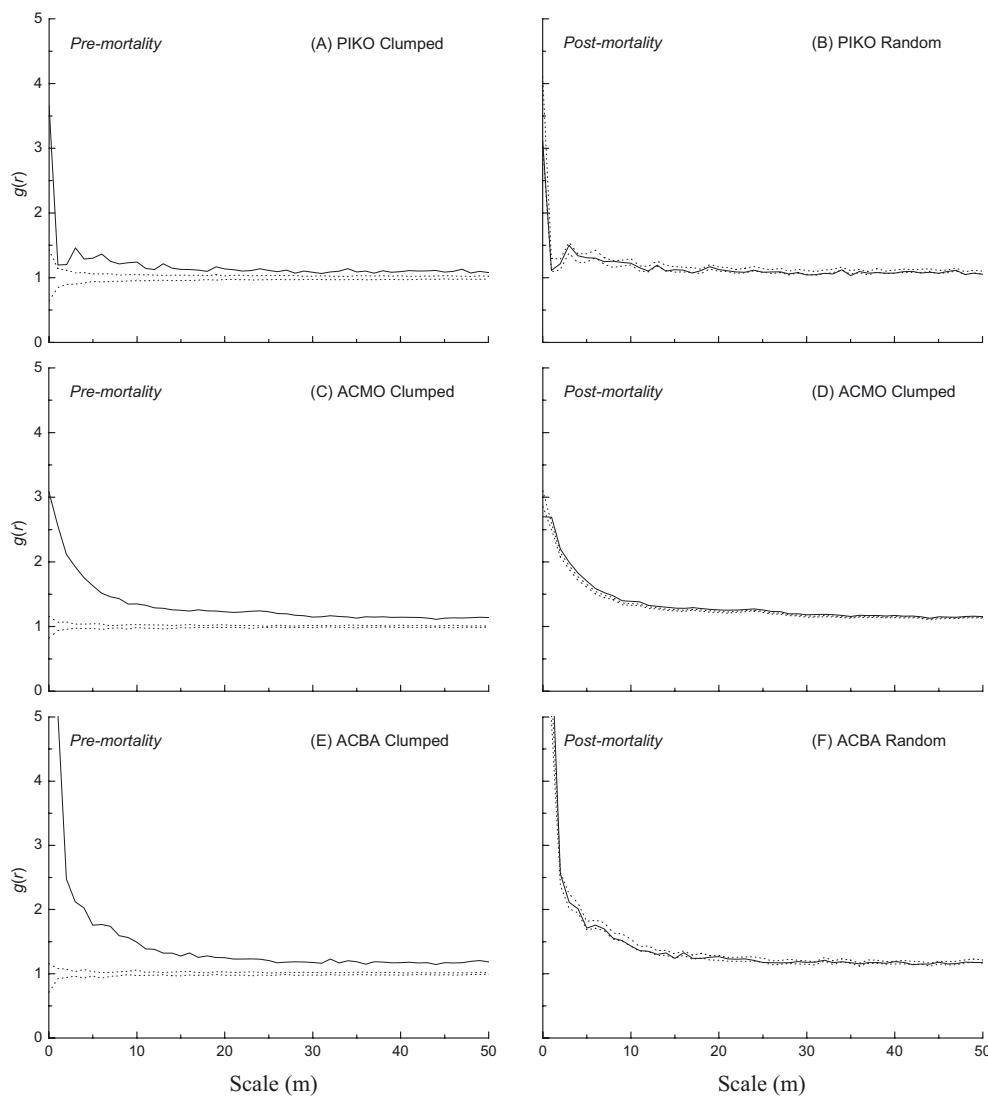 5
4
3
2
1
0
g(r)
Pre-mortality
(A) PIKO Clumped
Post-mortality
(B) PIKO Random
5
4
3
2
1
0
g(r)
Pre-mortality
(C) ACMO Clumped
Post-mortality
(D) ACMO Clumped
5
4
3
2
1
0
g(r)
Pre-mortality
(E) ACBA Clumped
Post-mortality
(F) ACBA Random
0 10 20 30 40 50
0 10 20 30 40 50
Scale (m)
Scale (m)